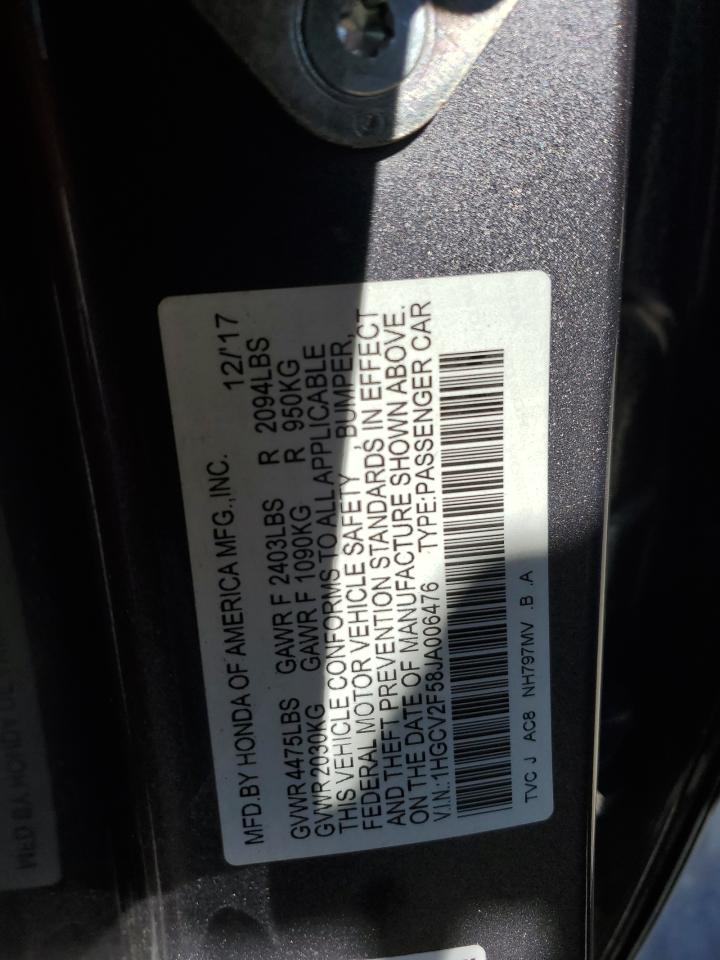 MFD.BY HONDA OF AMERICA MFG.,INC. 12/'17
GVWR 4475LBS GAWR F 2403LBS R 2094LBS
GVWR 2030KG GAWR F 1090KG R 950KG
THIS VEHICLE CONFORMS TO ALL APPLICABLE
FEDERAL MOTOR VEHICLE SAFETY , BUMPER,
AND THEFT PREVENTION STANDARDS IN EFFECT
ON THE DATE OF MANUFACTURE SHOWN ABOVE.
V.I.N.:1HGCV2F58JA006476 TYPE:PASSENGER CAR
TVC J AC8 NH797MV .B .A